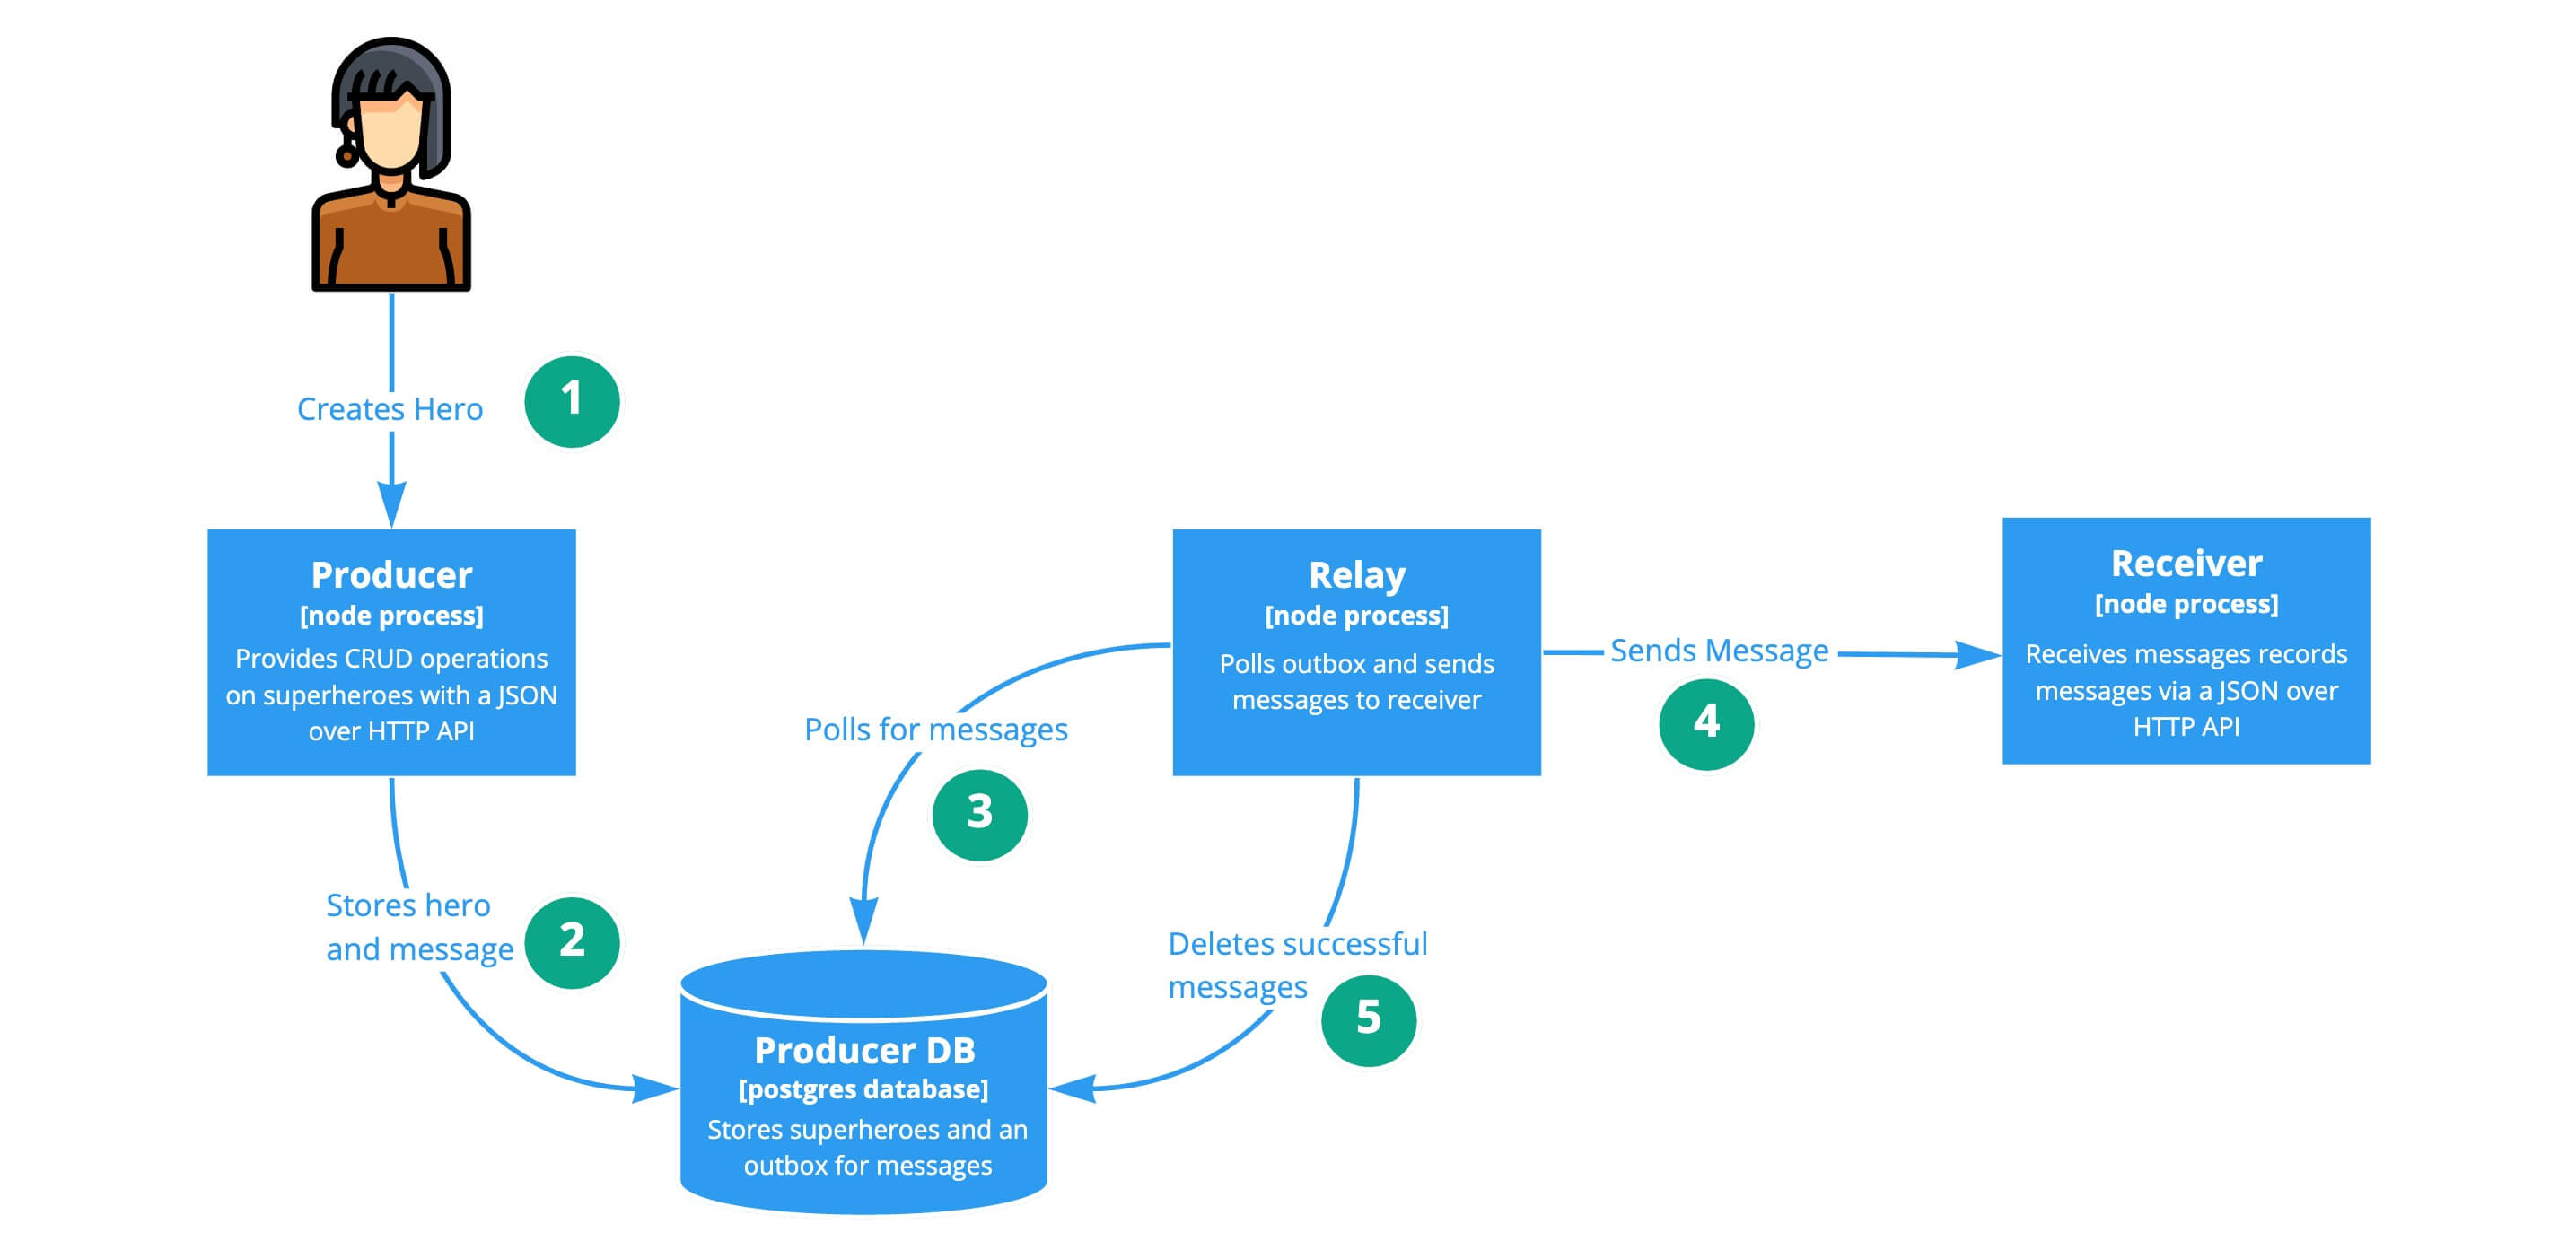 Creates Hero
1
Producer
[node process]
Provides CRUD operations
on superheroes with a JSON
over HTTP API
Stores hero
and message
2
Polls for messages
3
Relay
[node process]
Polls outbox and sends
messages to receiver
Sends Message
4
Receiver
[node process]
Receives messages records
messages via a JSON over
HTTP API
Deletes successful
messages
5
Producer DB
[postgres database]
Stores superheroes and an
outbox for messages